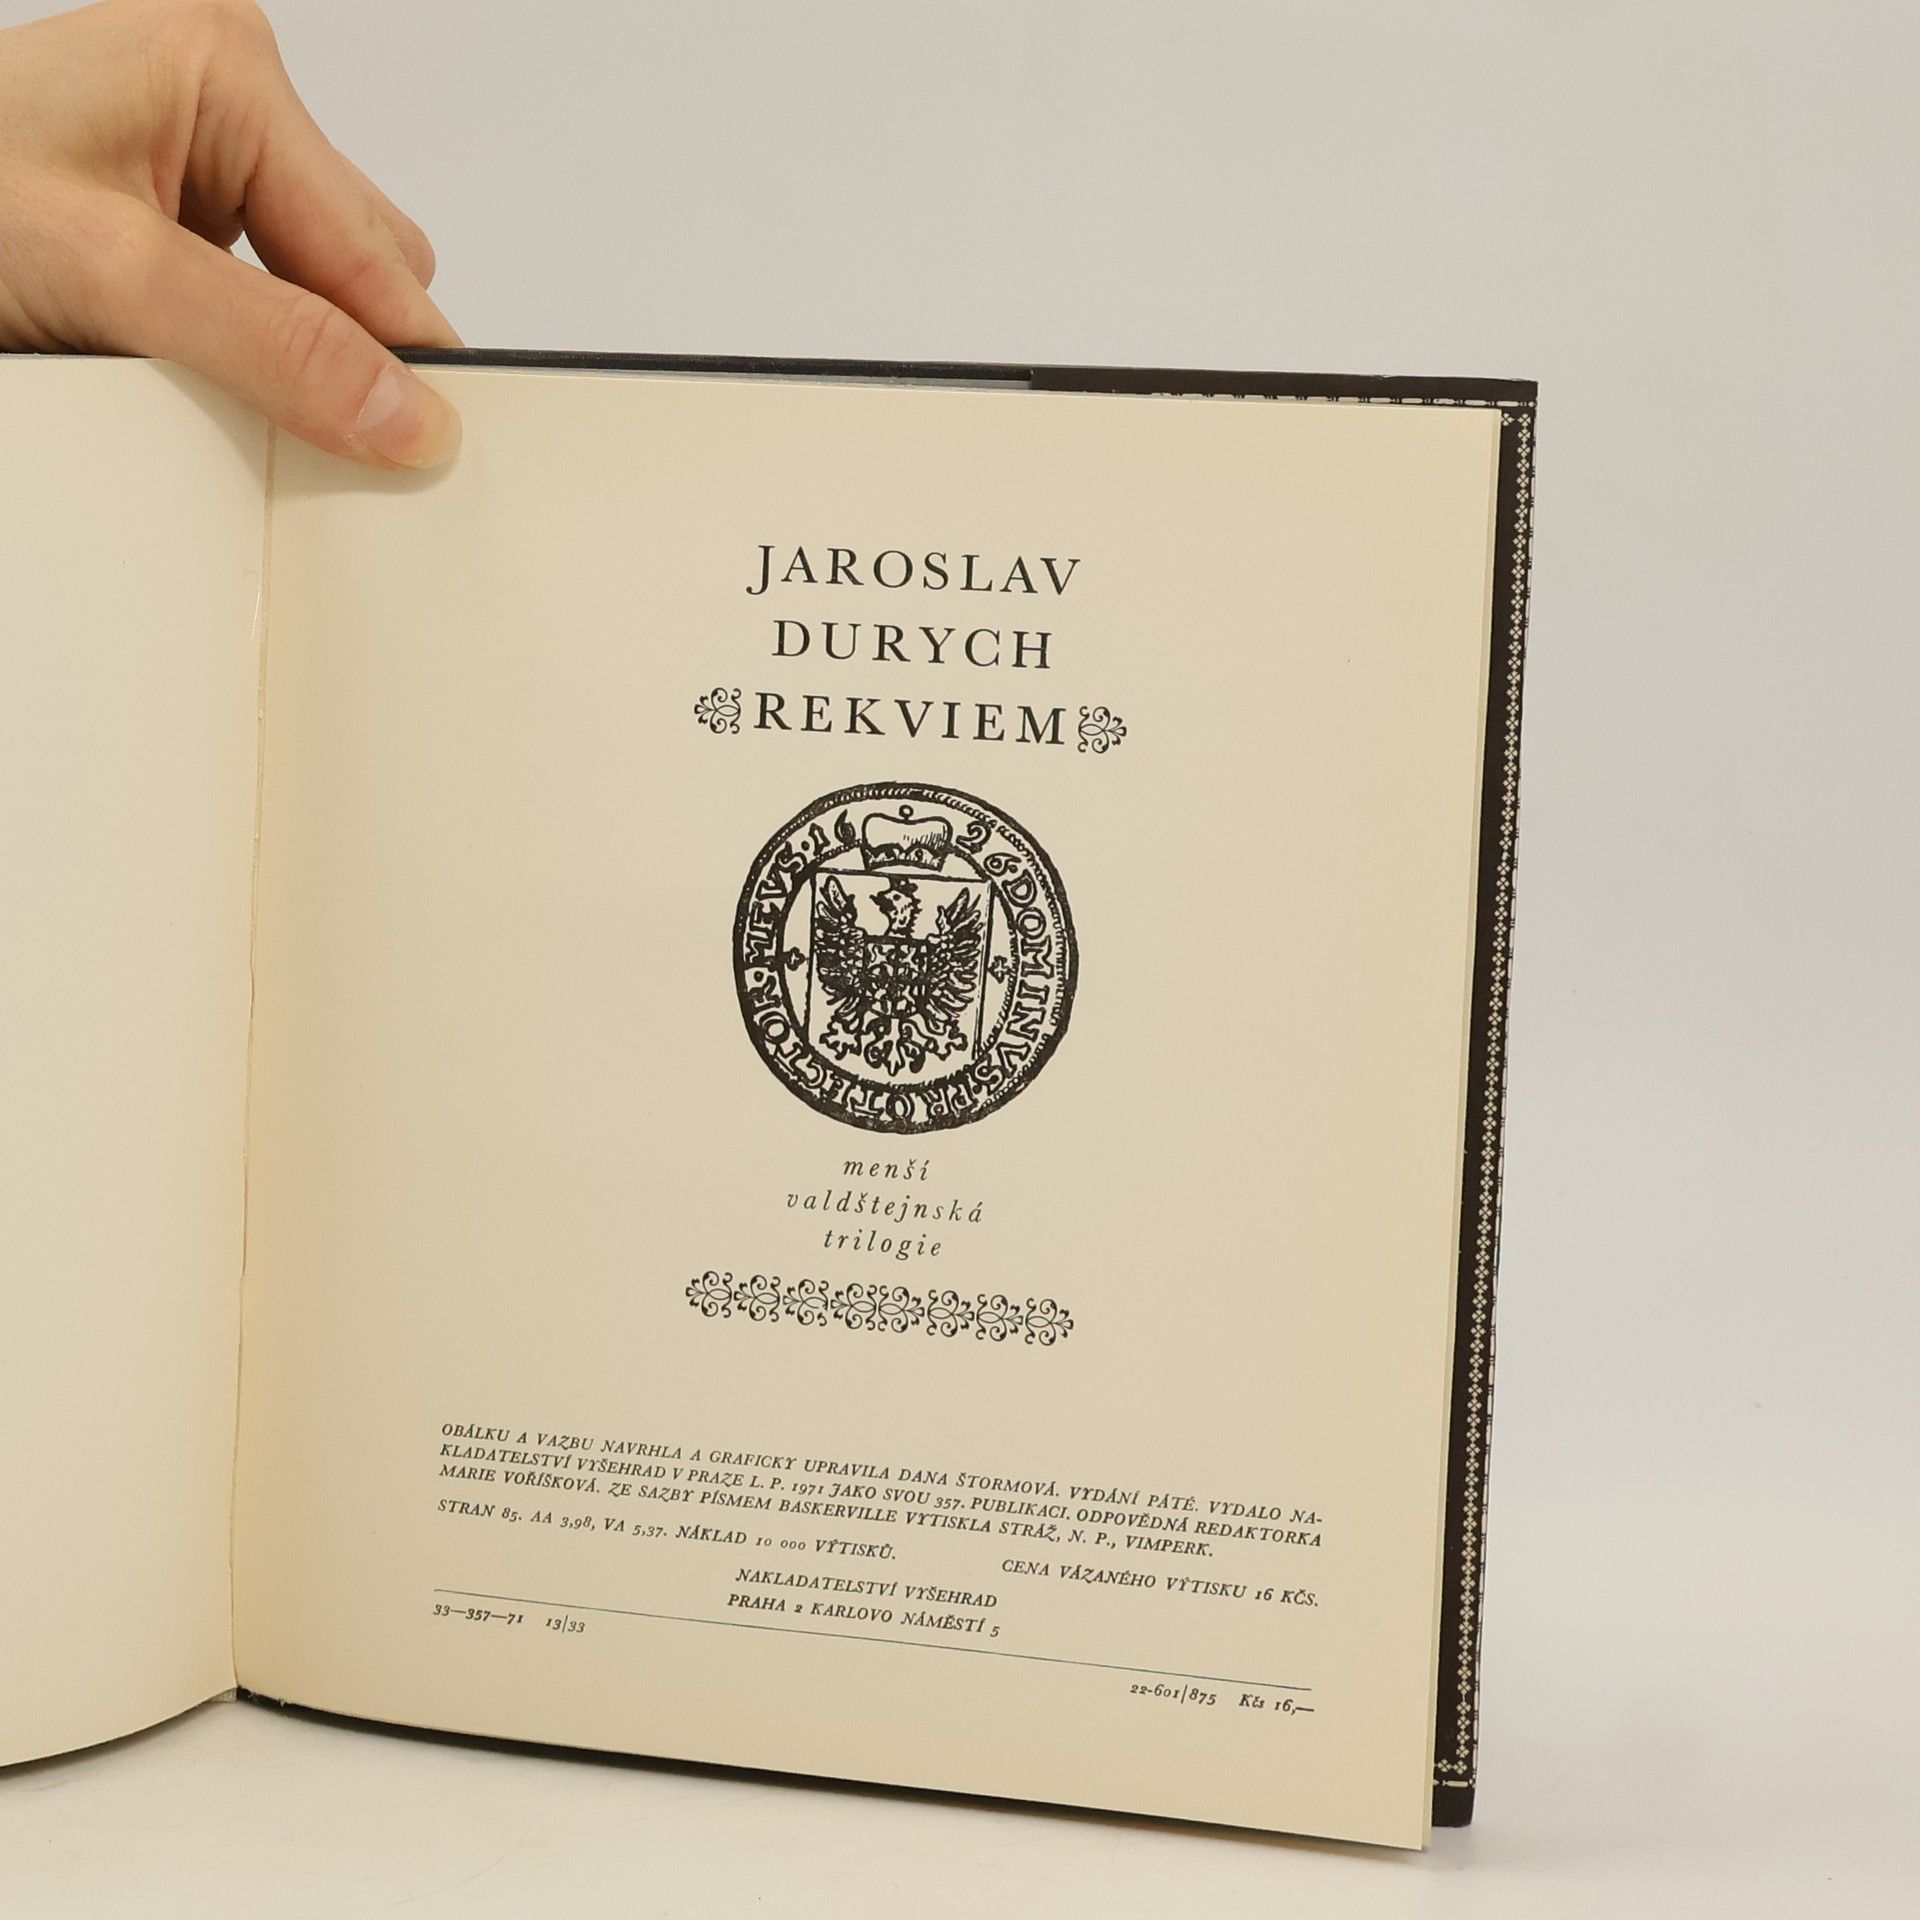 JAROSLAV
DURYCH
REKVIEM
16 26 DOMINVS · PROTECTOR · MEVS ·
menší
valdštejnská
trilogie
OBÁLKU A VAZBU NAVRHLA A GRAFICKY UPRAVILA DANA ŠTORMOVÁ. VYDÁNÍ PÁTÉ. VYDALO NA-
KLADATELSTVÍ VYŠEHRAD V PRAZE L. P. 1971 JAKO SVOU 357. PUBLIKACI. ODPOVĚDNÁ REDAKTORKA
MARIE VOŘÍŠKOVÁ. ZE SAZBY PÍSMEM BASKERVILLE VYTISKLA STRÁŽ, N. P., VIMPERK.
STRAN 85. AA 3,98, VA 5,37. NÁKLAD 10 000 VÝTISKŮ. CENA VÁZANÉHO VÝTISKU 16 KČS.
NAKLADATELSTVÍ VYŠEHRAD
PRAHA 2 KARLOVO NÁMĚSTÍ 5
33—357—71 13/33
22-601/875 Kčs 16,—